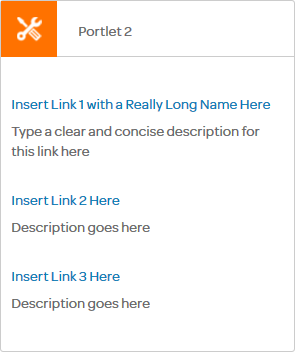 Portlet 2
Insert Link 1 with a Really Long Name Here
Type a clear and concise description for
this link here
Insert Link 2 Here
Description goes here
Insert Link 3 Here
Description goes here